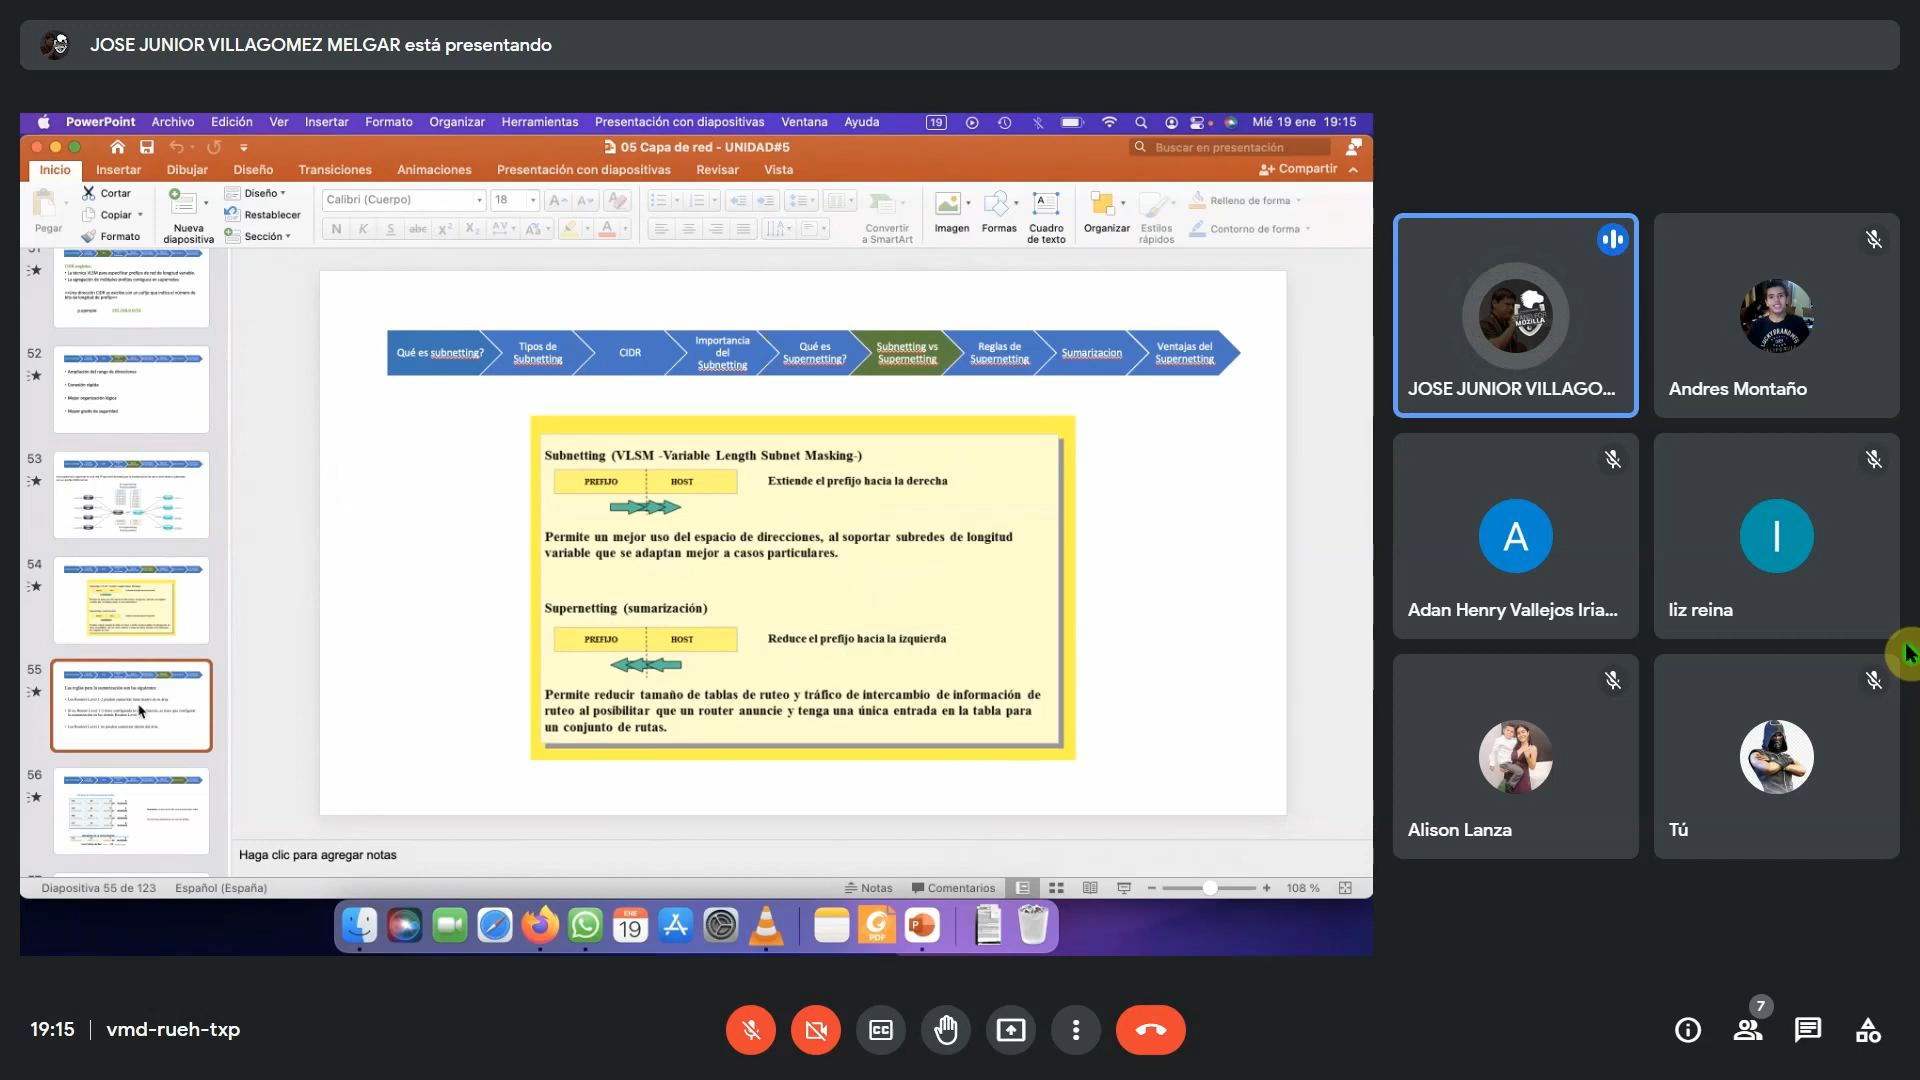 JOSE JUNIOR VILLAGOMEZ MELGAR está presentando
PowerPoint Archivo Edición Ver Insertar Formato Organizar Herramientas Presentación con diapositivas Ventana Ayuda
19
Mié 19 ene 19:15
05 Capa de red - UNIDAD#5
Buscar en presentación
Inicio Insertar Dibujar Diseño Transiciones Animaciones Presentación con diapositivas Revisar Vista
Compartir
Pegar
Cortar
Copiar
Formato
Nueva
diapositiva
Diseño
Restablecer
Sección
Calibri (Cuerpo)
18
N K S abc X² X₂
Convertir
a SmartArt
Imagen
Formas
Cuadro
de texto
Organizar
Estilos
rápidos
Relleno de forma
Contorno de forma
52
53
54
55
56
Qué es subnetting?
Tipos de
Subnetting
CIDR
Importancia
del
Subnetting
Qué es
Supernetting?
Subnetting vs
Supernetting
Reglas de
Supernetting
Sumarizacion
Ventajas del
Supernetting
Subnetting (VLSM -Variable Length Subnet Masking-)
PREFIJO HOST
Extiende el prefijo hacia la derecha
Permite un mejor uso del espacio de direcciones, al soportar subredes de longitud
variable que se adaptan mejor a casos particulares.
Supernetting (sumarización)
PREFIJO HOST
Reduce el prefijo hacia la izquierda
Permite reducir tamaño de tablas de ruteo y tráfico de intercambio de información de
ruteo al posibilitar que un router anuncie y tenga una única entrada en la tabla para
un conjunto de rutas.
Haga clic para agregar notas
Diapositiva 55 de 123
Español (España)
Notas
Comentarios
108 %
ENE
19
PDF
P
JOSE JUNIOR VILLAGO...
Andres Montaño
A
Adan Henry Vallejos Iria...
l
liz reina
Alison Lanza
Tú
19:15
vmd-rueh-txp
CC
7